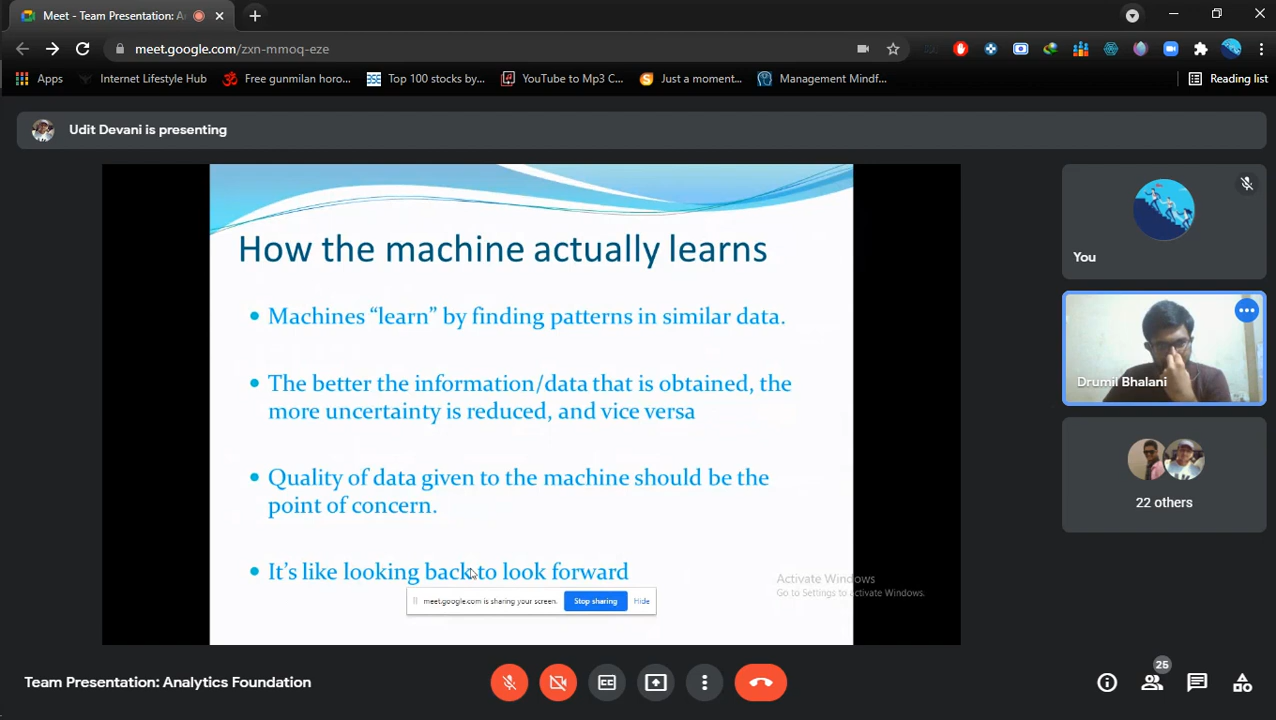 Meet - Team Presentation: A
meet.google.com/zxn-mmoq-eze
Apps
Internet Lifestyle Hub
Free gunmilan horo...
Top 100 stocks by...
YouTube to Mp3 C...
Just a moment...
Management Mindf...
Reading list
Udit Devani is presenting
How the machine actually learns
• Machines “learn” by finding patterns in similar data.
• The better the information/data that is obtained, the
more uncertainty is reduced, and vice versa
• Quality of data given to the machine should be the
point of concern.
• It’s like looking back to look forward
meet.google.com is sharing your screen.
Stop sharing
Hide
Activate Windows
Go to Settings to activate Windows.
You
Drumil Bhalani
22 others
Team Presentation: Analytics Foundation
25